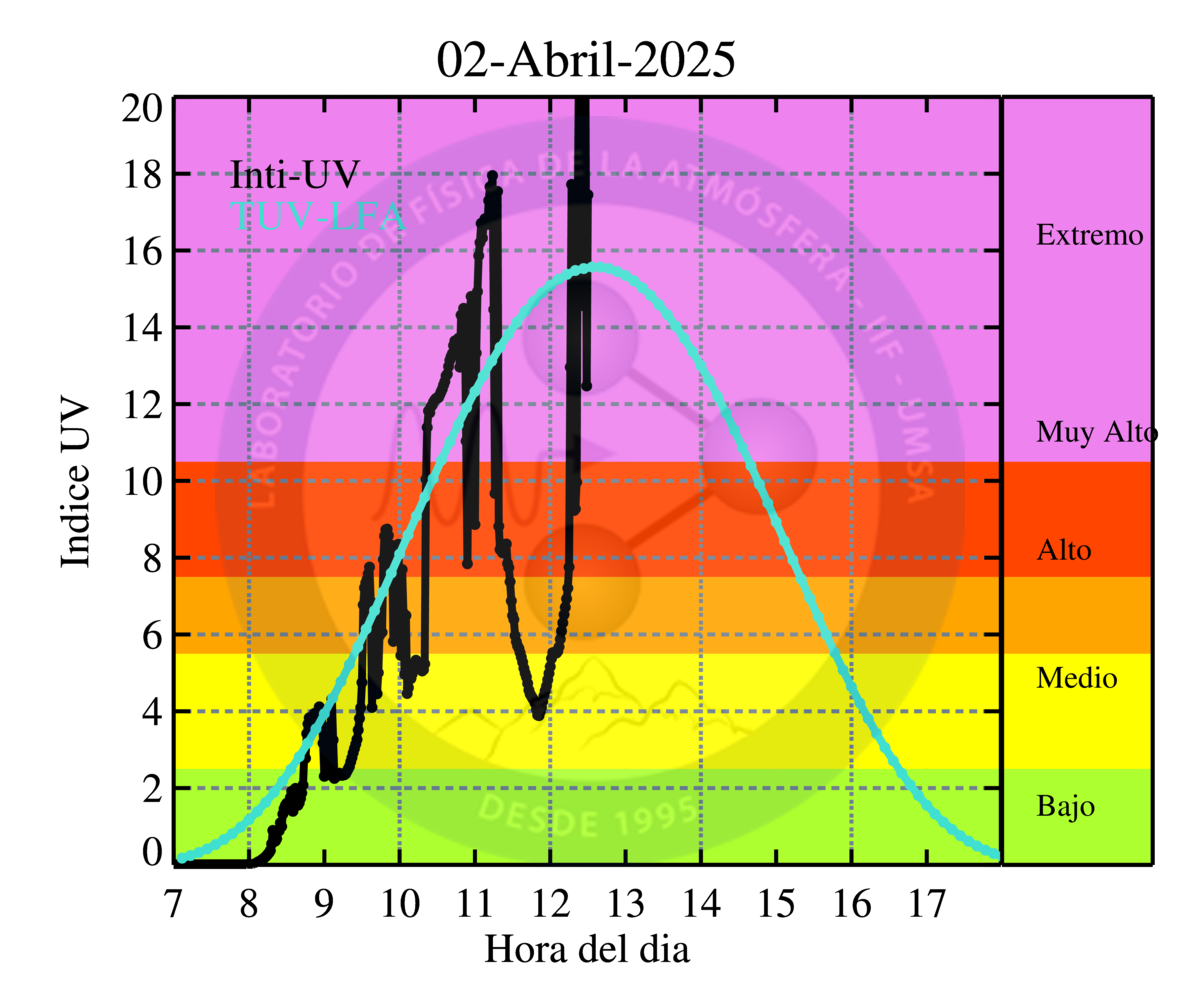 02-Abril-2025
Inti-UV
TUV-LFA
Indice UV
20
18
16
14
12
10
8
6
4
2
0
7 8 9 10 11 12 13 14 15 16 17
Hora del dia
Extremo
Muy Alto
Alto
Medio
Bajo
LABORATORIO DE FÍSICA DE LA ATMÓSFERA - IIF - UMSA
DESDE 1995